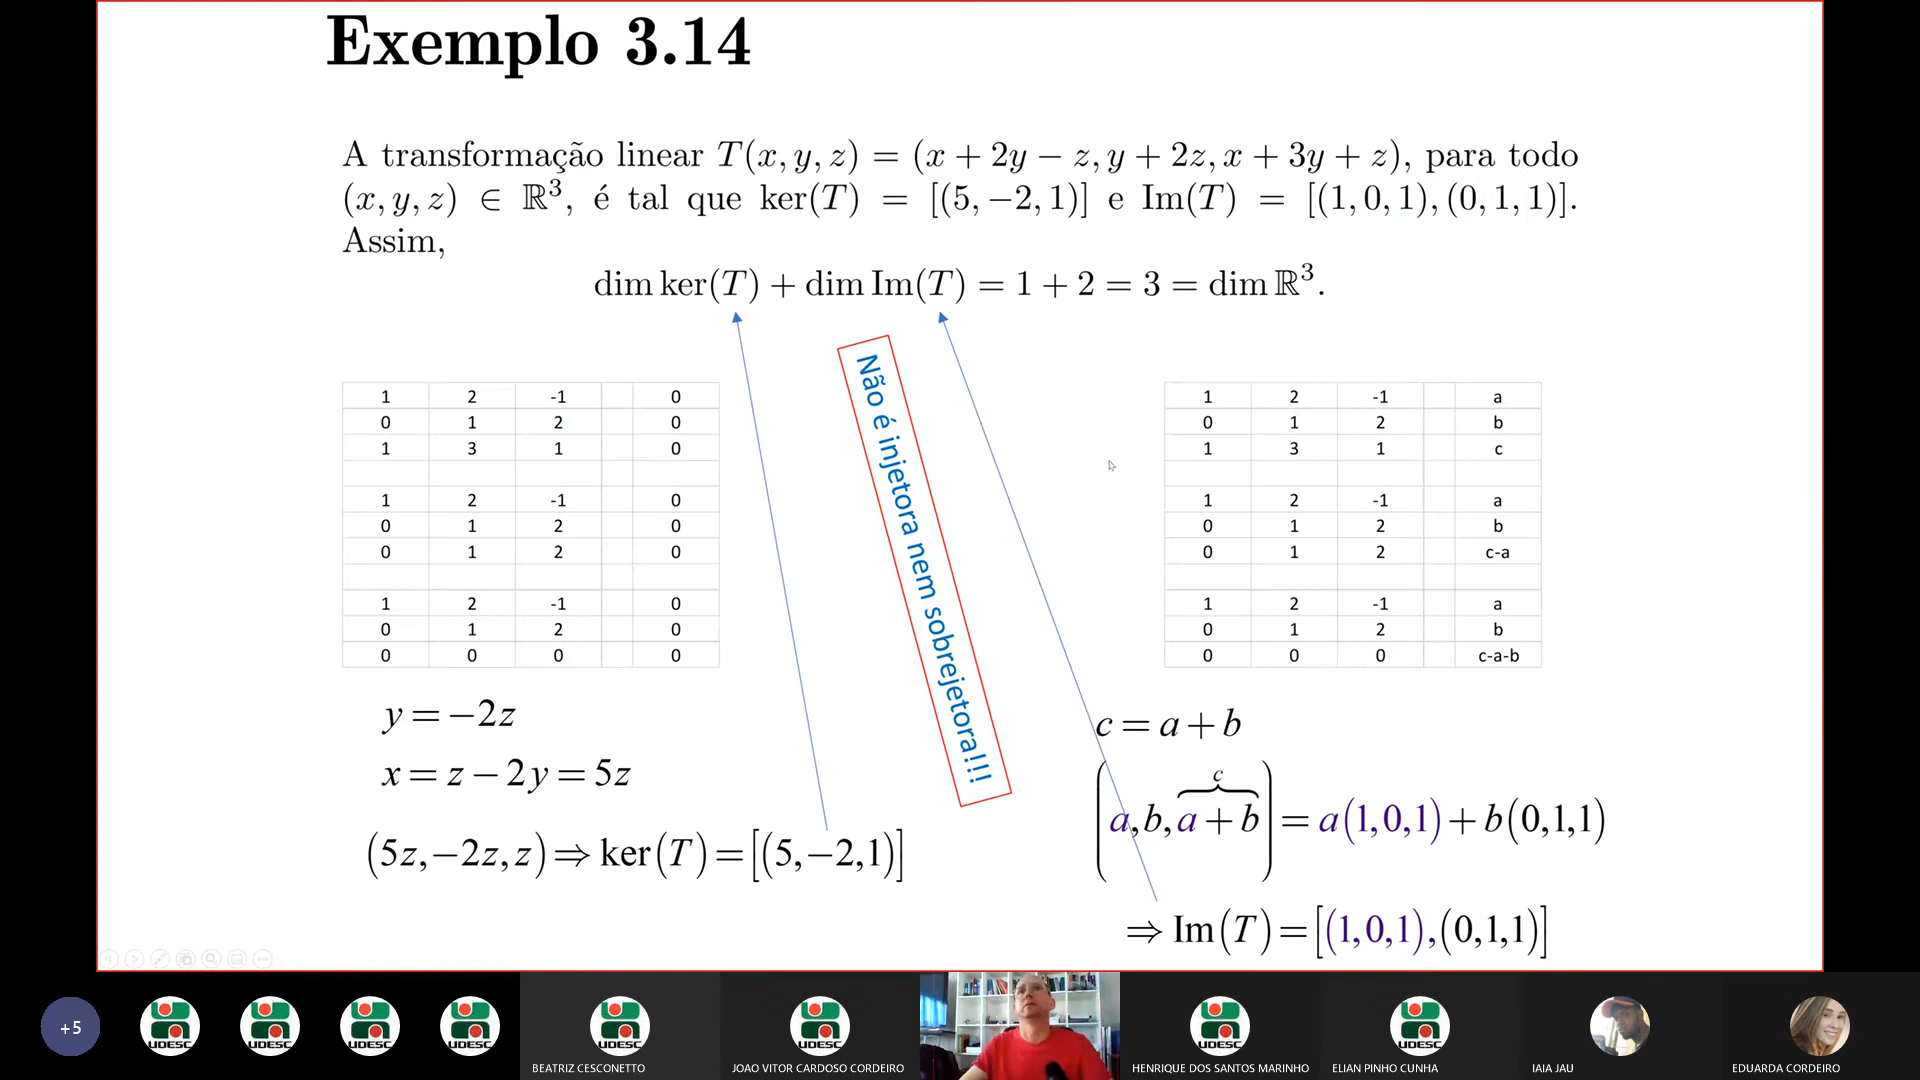 Exemplo 3.14
A transformação linear T(x, y, z) = (x + 2y − z, y + 2z, x + 3y + z), para todo
(x, y, z) ∈ ℝ³, é tal que ker(T) = [(5, −2, 1)] e Im(T) = [(1, 0, 1), (0, 1, 1)].
Assim,
dim ker(T) + dim Im(T) = 1 + 2 = 3 = dim ℝ³.
1 2 -1 0
0 1 2 0
1 3 1 0
1 2 -1 0
0 1 2 0
0 1 2 0
1 2 -1 0
0 1 2 0
0 0 0 0
y = −2z
x = z − 2y = 5z
(5z, −2z, z) ⇒ ker(T) = [(5, −2, 1)]
Não é injetora nem sobrejetora!!!
1 2 -1 a
0 1 2 b
1 3 1 c
1 2 -1 a
0 1 2 b
0 1 2 c-a
1 2 -1 a
0 1 2 b
0 0 0 c-a-b
c = a + b
c
(a, b, a + b) = a(1,0,1) + b(0,1,1)
⇒ Im(T) = [(1,0,1),(0,1,1)]
+5
UDESC
UDESC
UDESC
UDESC
UDESC
BEATRIZ CESCONETTO
UDESC
JOAO VITOR CARDOSO CORDEIRO
UDESC
HENRIQUE DOS SANTOS MARINHO
UDESC
ELIAN PINHO CUNHA
IAIA JAU
EDUARDA CORDEIRO